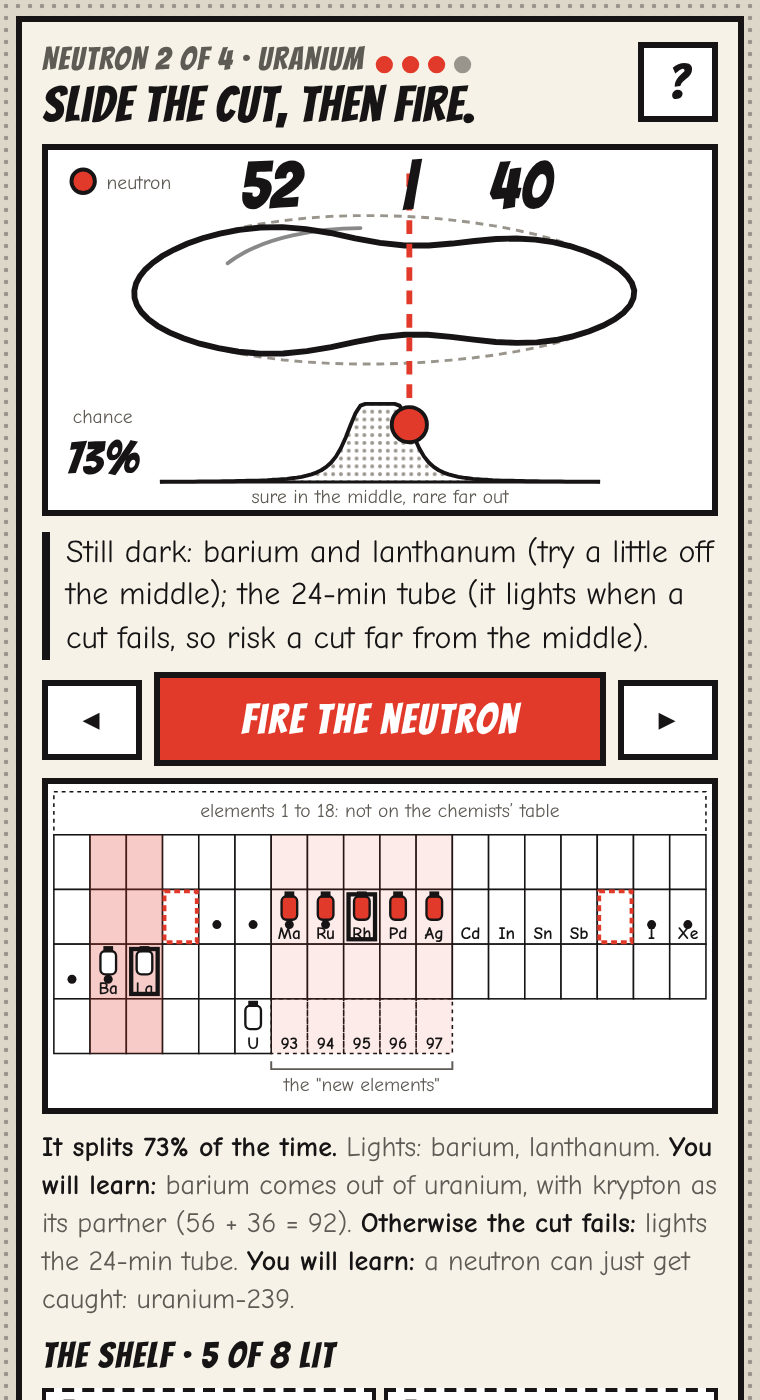 NEUTRON 2 OF 4 · URANIUM
SLIDE THE CUT, THEN FIRE.
?
neutron
52 / 40
chance
73%
sure in the middle, rare far out
Still dark: barium and lanthanum (try a little off
the middle); the 24-min tube (it lights when a
cut fails, so risk a cut far from the middle).
◄ FIRE THE NEUTRON ►
elements 1 to 18: not on the chemists' table
Ma Ru Rh Pd Ag Cd In Sn Sb I Xe
Ba La
U 93 94 95 96 97
the "new elements"
It splits 73% of the time. Lights: barium, lanthanum. You
will learn: barium comes out of uranium, with krypton as
its partner (56 + 36 = 92). Otherwise the cut fails: lights
the 24-min tube. You will learn: a neutron can just get
caught: uranium-239.
THE SHELF · 5 OF 8 LIT